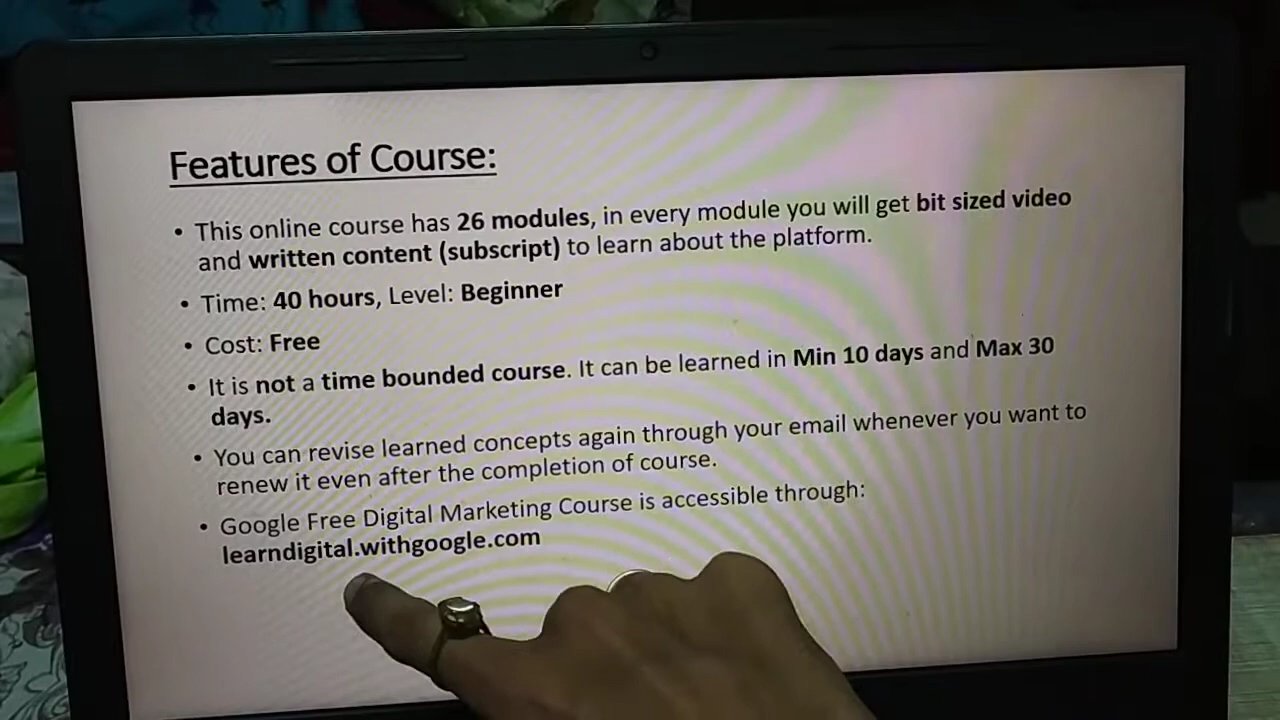 Features of Course:
• This online course has 26 modules, in every module you will get bit sized video
and written content (subscript) to learn about the platform.
• Time: 40 hours, Level: Beginner
• Cost: Free
• It is not a time bounded course. It can be learned in Min 10 days and Max 30
days.
• You can revise learned concepts again through your email whenever you want to
renew it even after the completion of course.
• Google Free Digital Marketing Course is accessible through:
learndigital.withgoogle.com